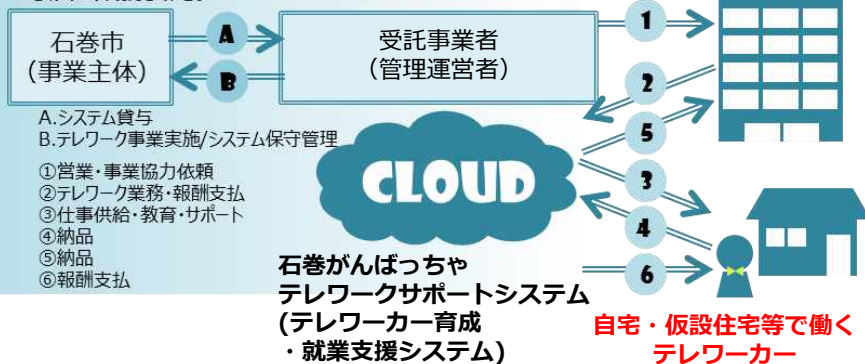 石巻市
(事業主体)
A
B
受託事業者
(管理運営者)
1
2
5
3
4
6
A.システム貸与
B.テレワーク事業実施/システム保守管理
①営業・事業協力依頼
②テレワーク業務・報酬支払
③仕事供給・教育・サポート
④納品
⑤納品
⑥報酬支払
CLOUD
石巻がんばっちゃ
テレワークサポートシステム
(テレワーカー育成
・就業支援システム)
自宅・仮設住宅等で働く
テレワーカー